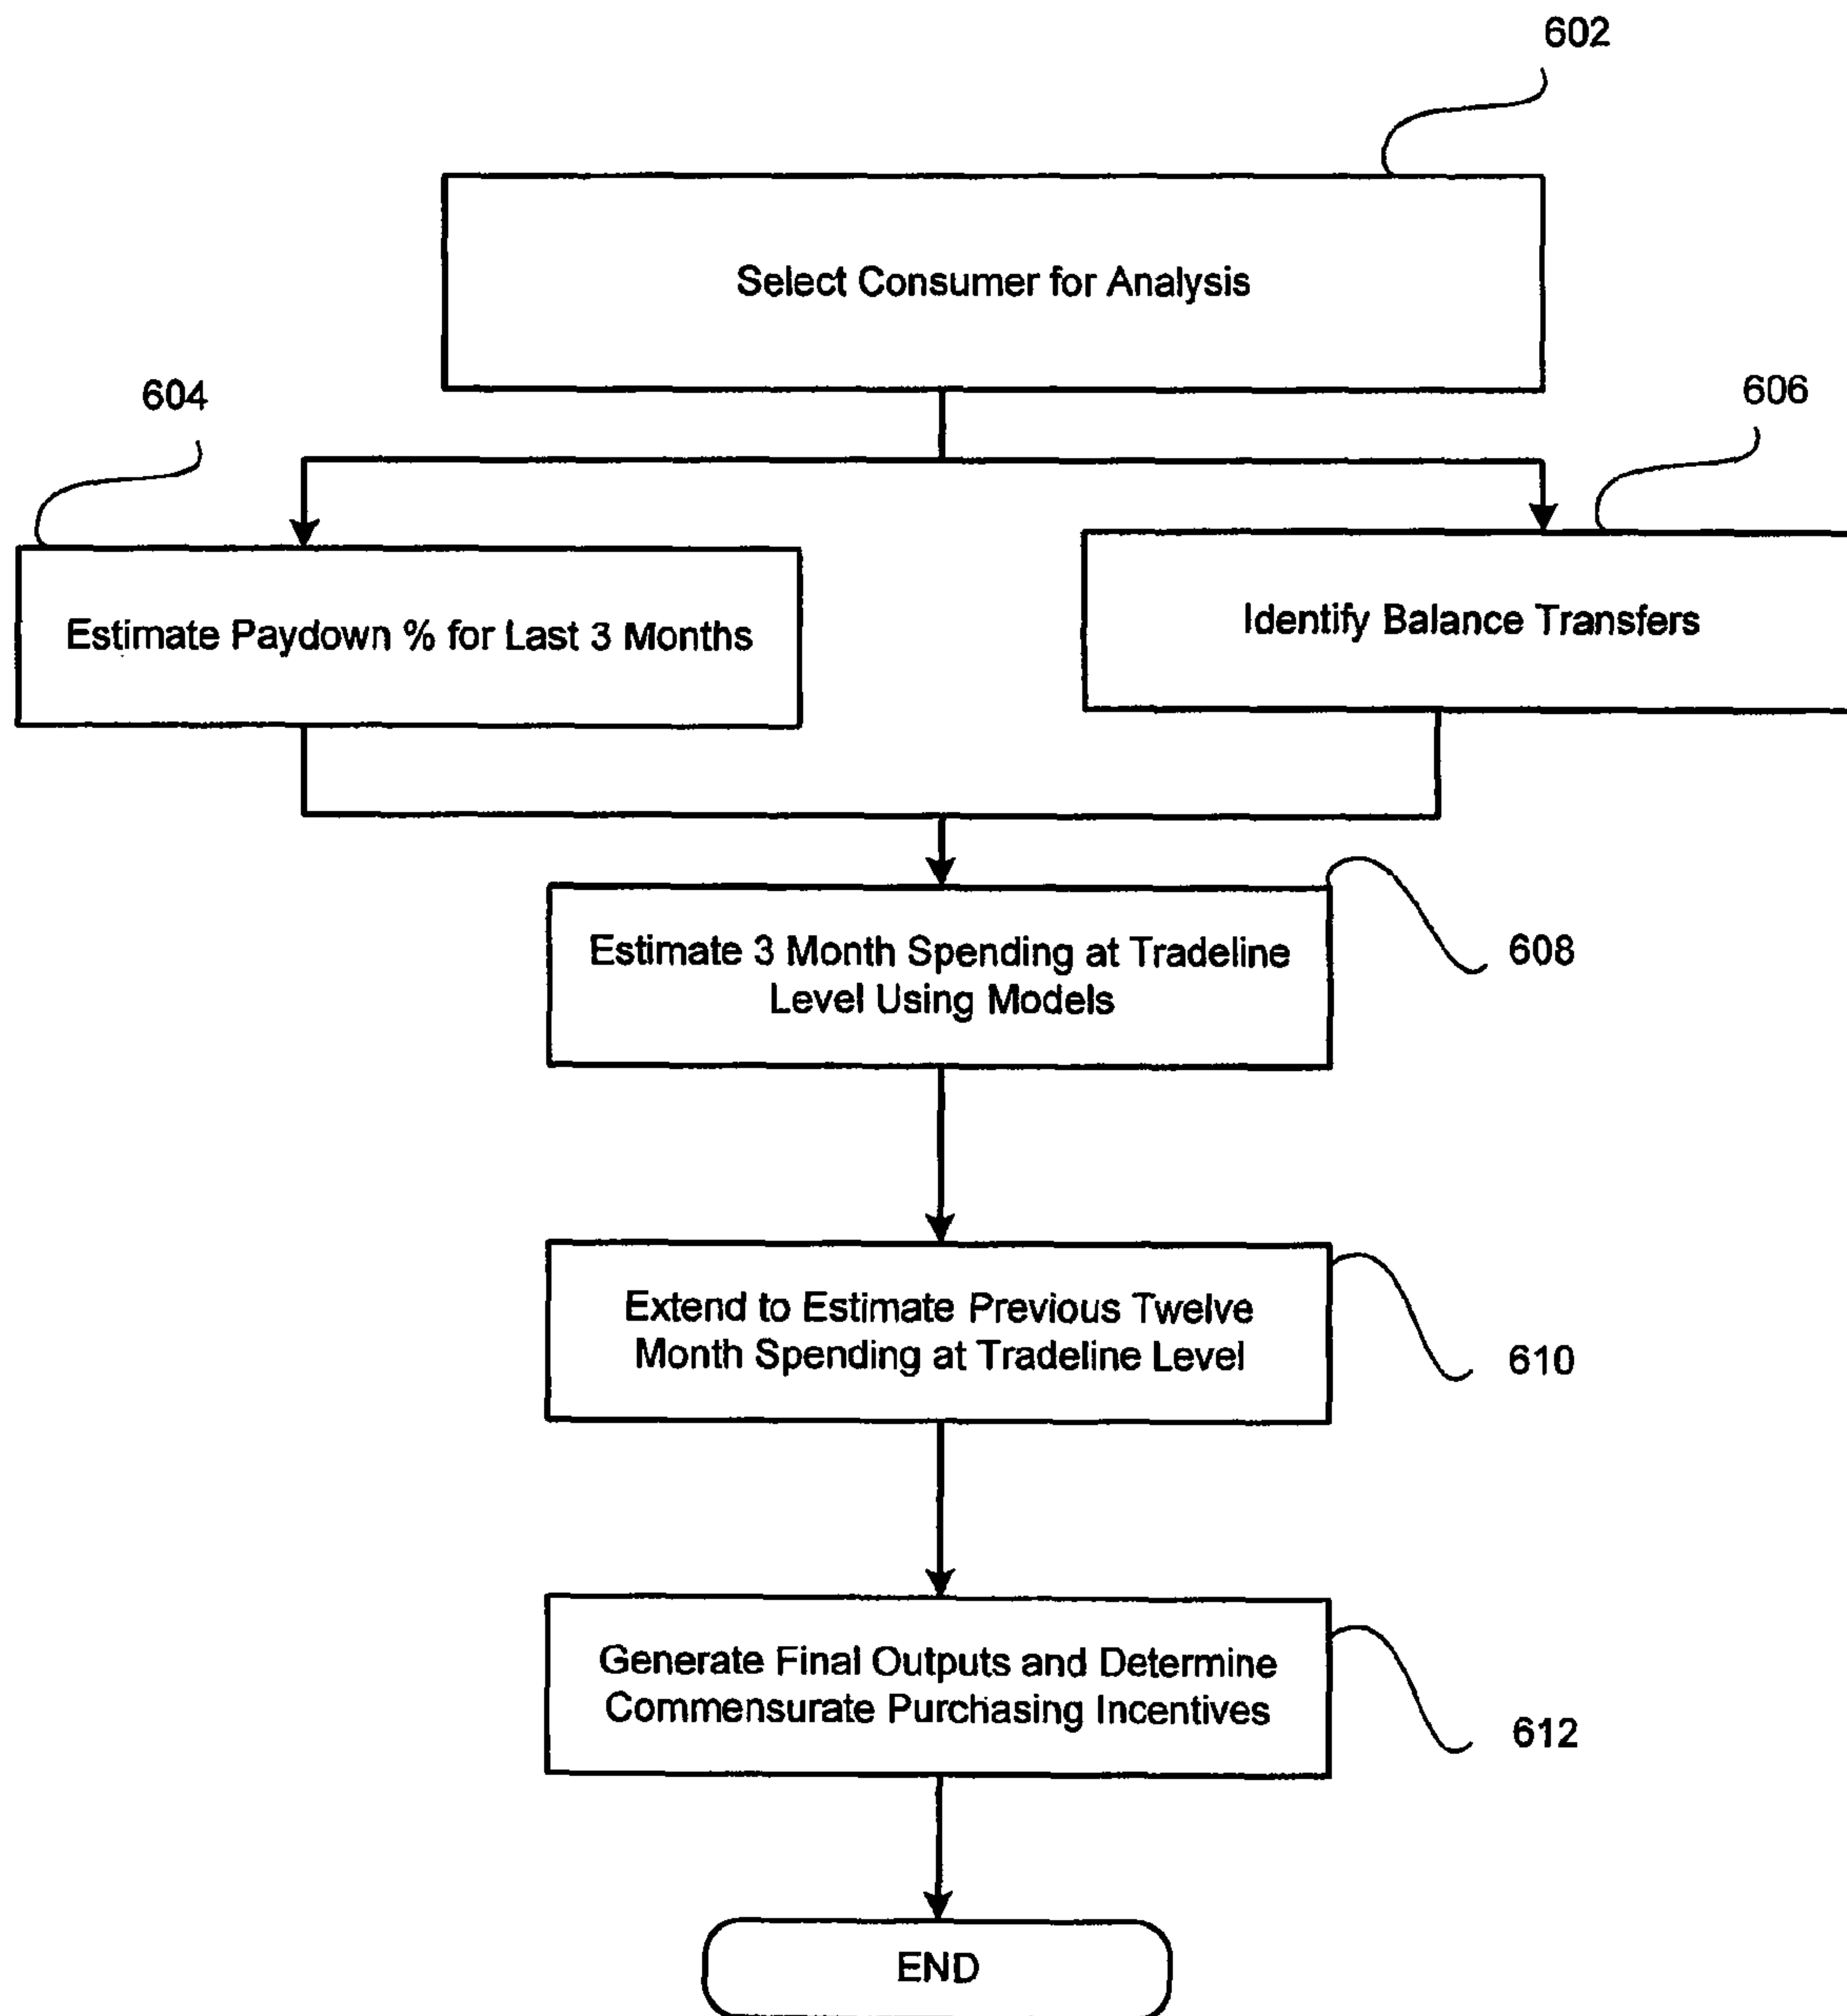 602
Select Consumer for Analysis
604
606
Estimate Paydown % for Last 3 Months
Identify Balance Transfers
Estimate 3 Month Spending at Tradeline
Level Using Models
608
Extend to Estimate Previous Twelve
Month Spending at Tradeline Level
610
Generate Final Outputs and Determine
Commensurate Purchasing Incentives
612
END